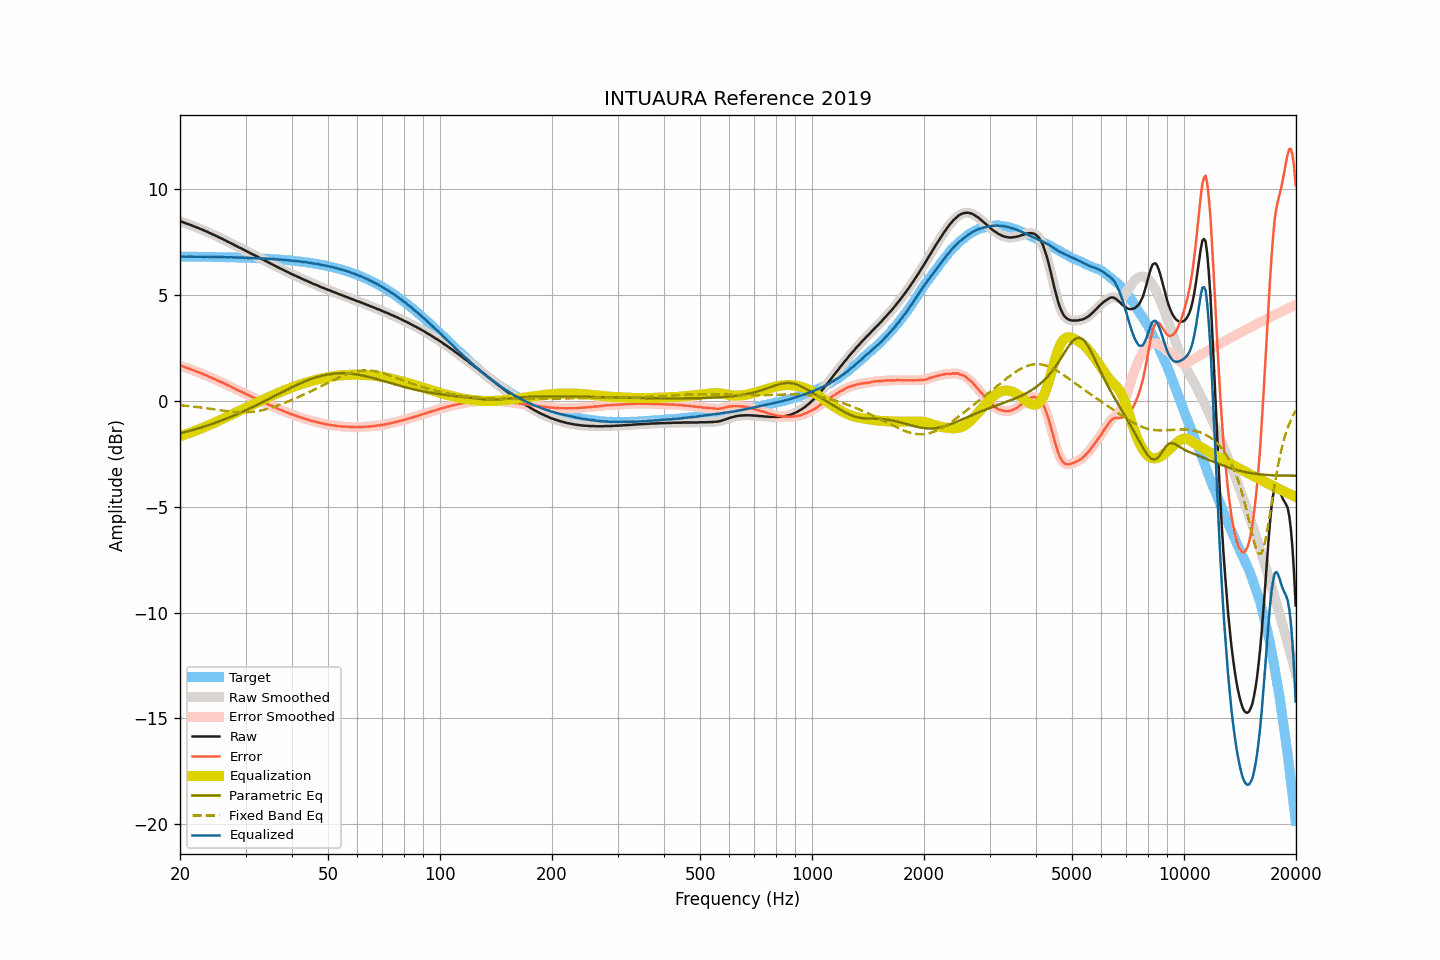 INTUAURA Reference 2019
Amplitude (dBr)
10
5
0
−5
−10
−15
−20
Target
Raw Smoothed
Error Smoothed
Raw
Error
Equalization
Parametric Eq
Fixed Band Eq
Equalized
20 50 100 200 500 1000 2000 5000 10000 20000
Frequency (Hz)